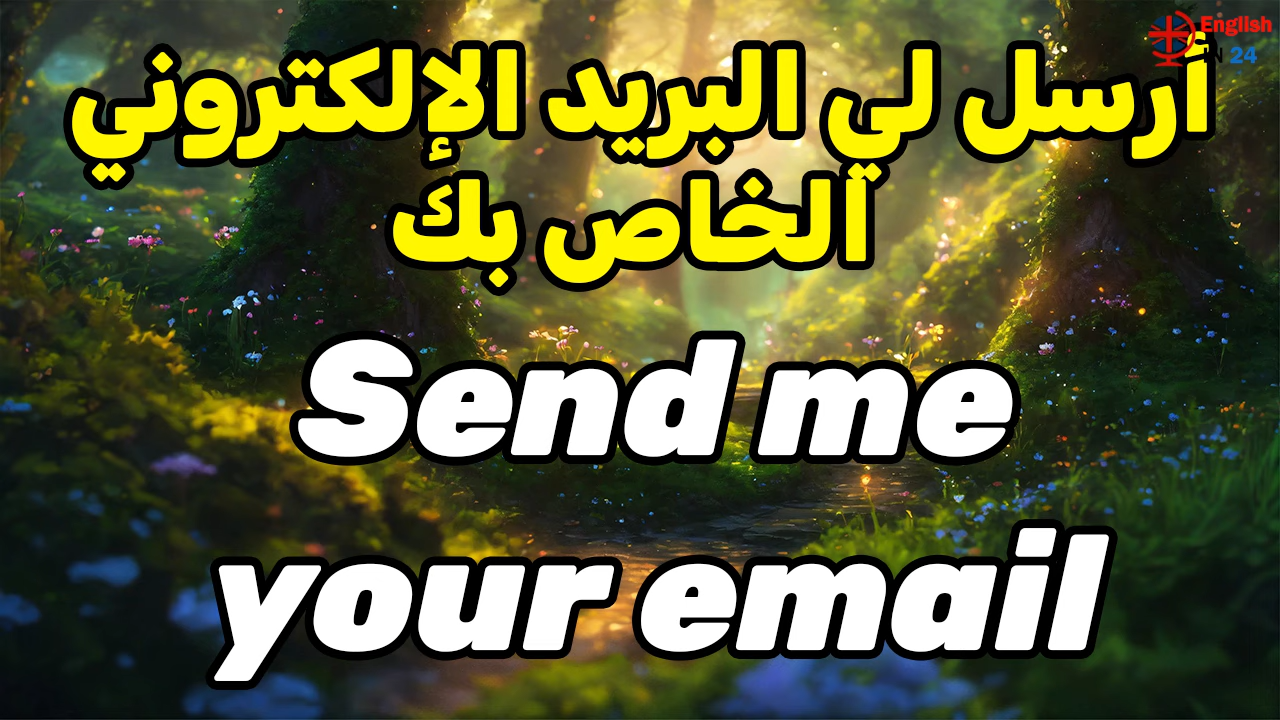 English
24
أرسل لي البريد الإلكتروني
الخاص بك
Send me
your email